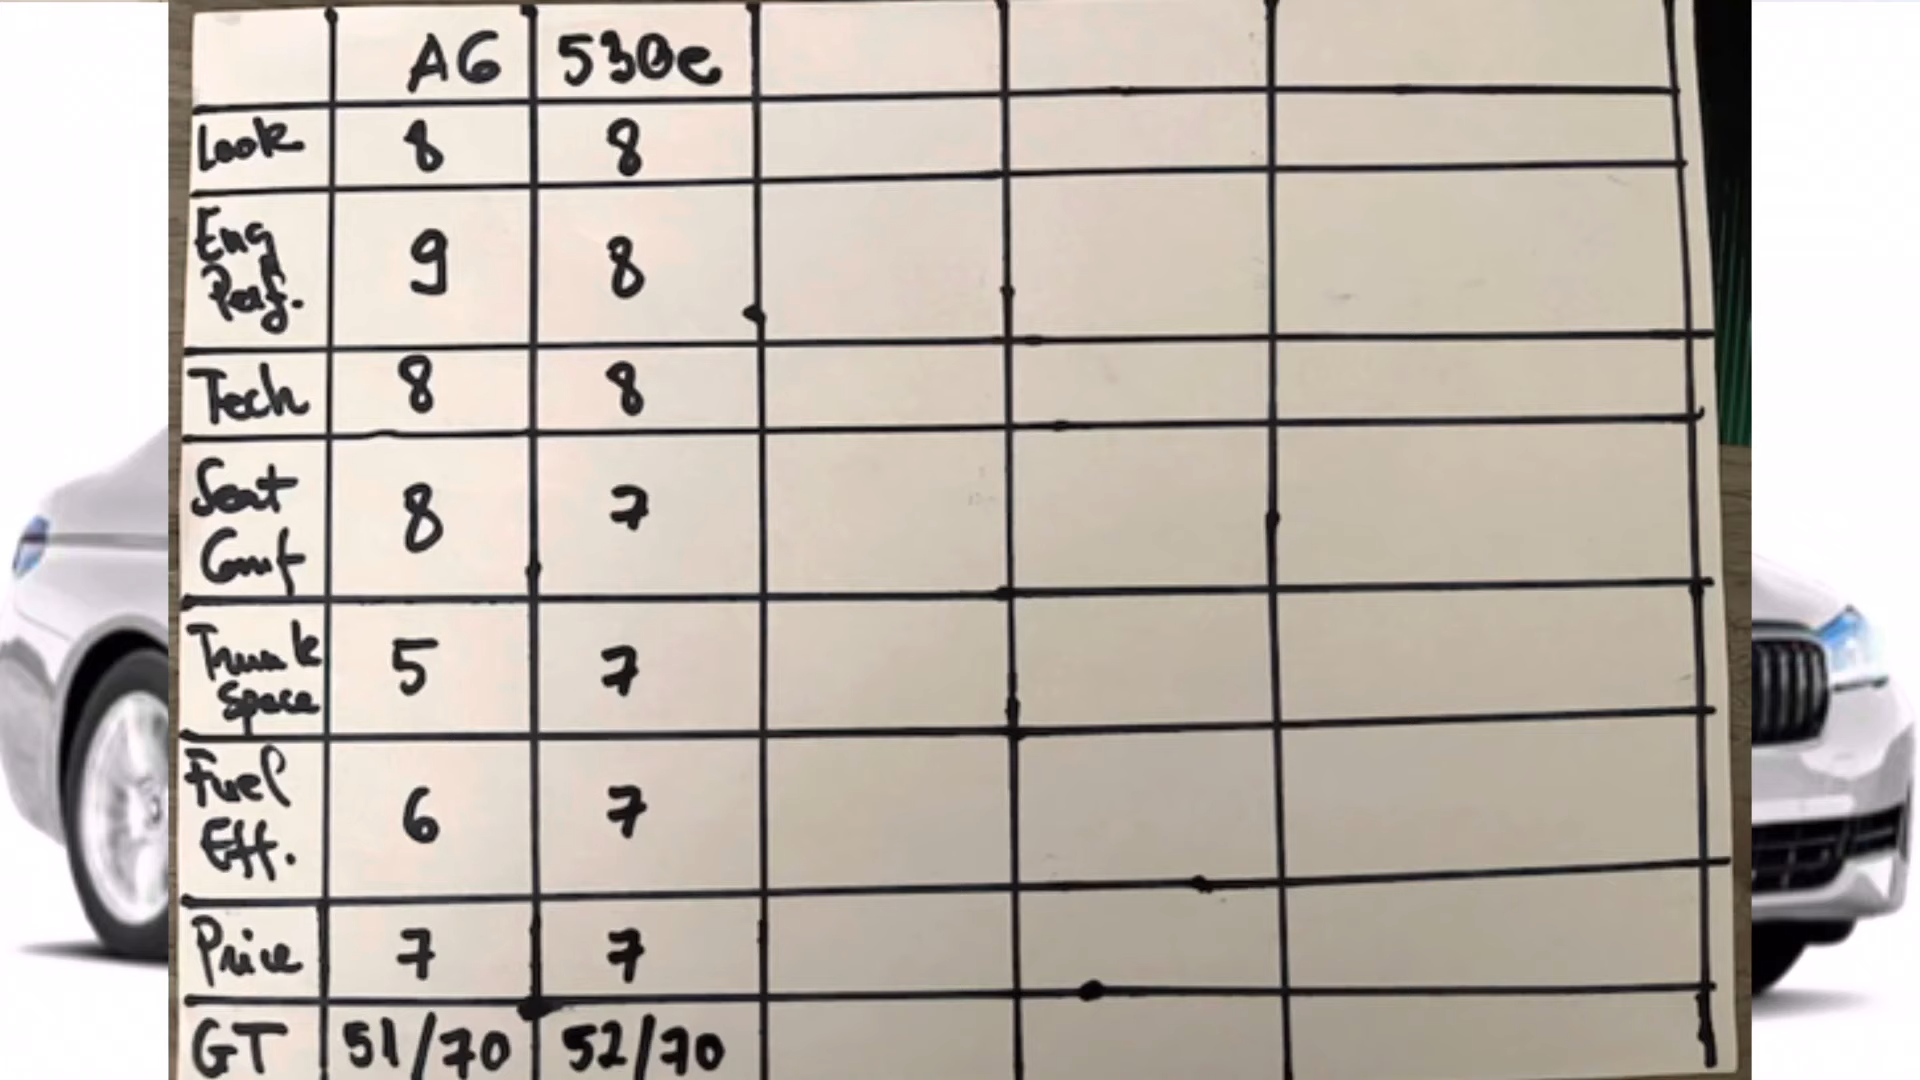 A6 530e
Look 8 8
Eng
Perf. 9 8
Tech 8 8
Seat
Comf 8 7
Trunk
Space 5 7
Fuel
Eff. 6 7
Price 7 7
GT 51/70 52/70